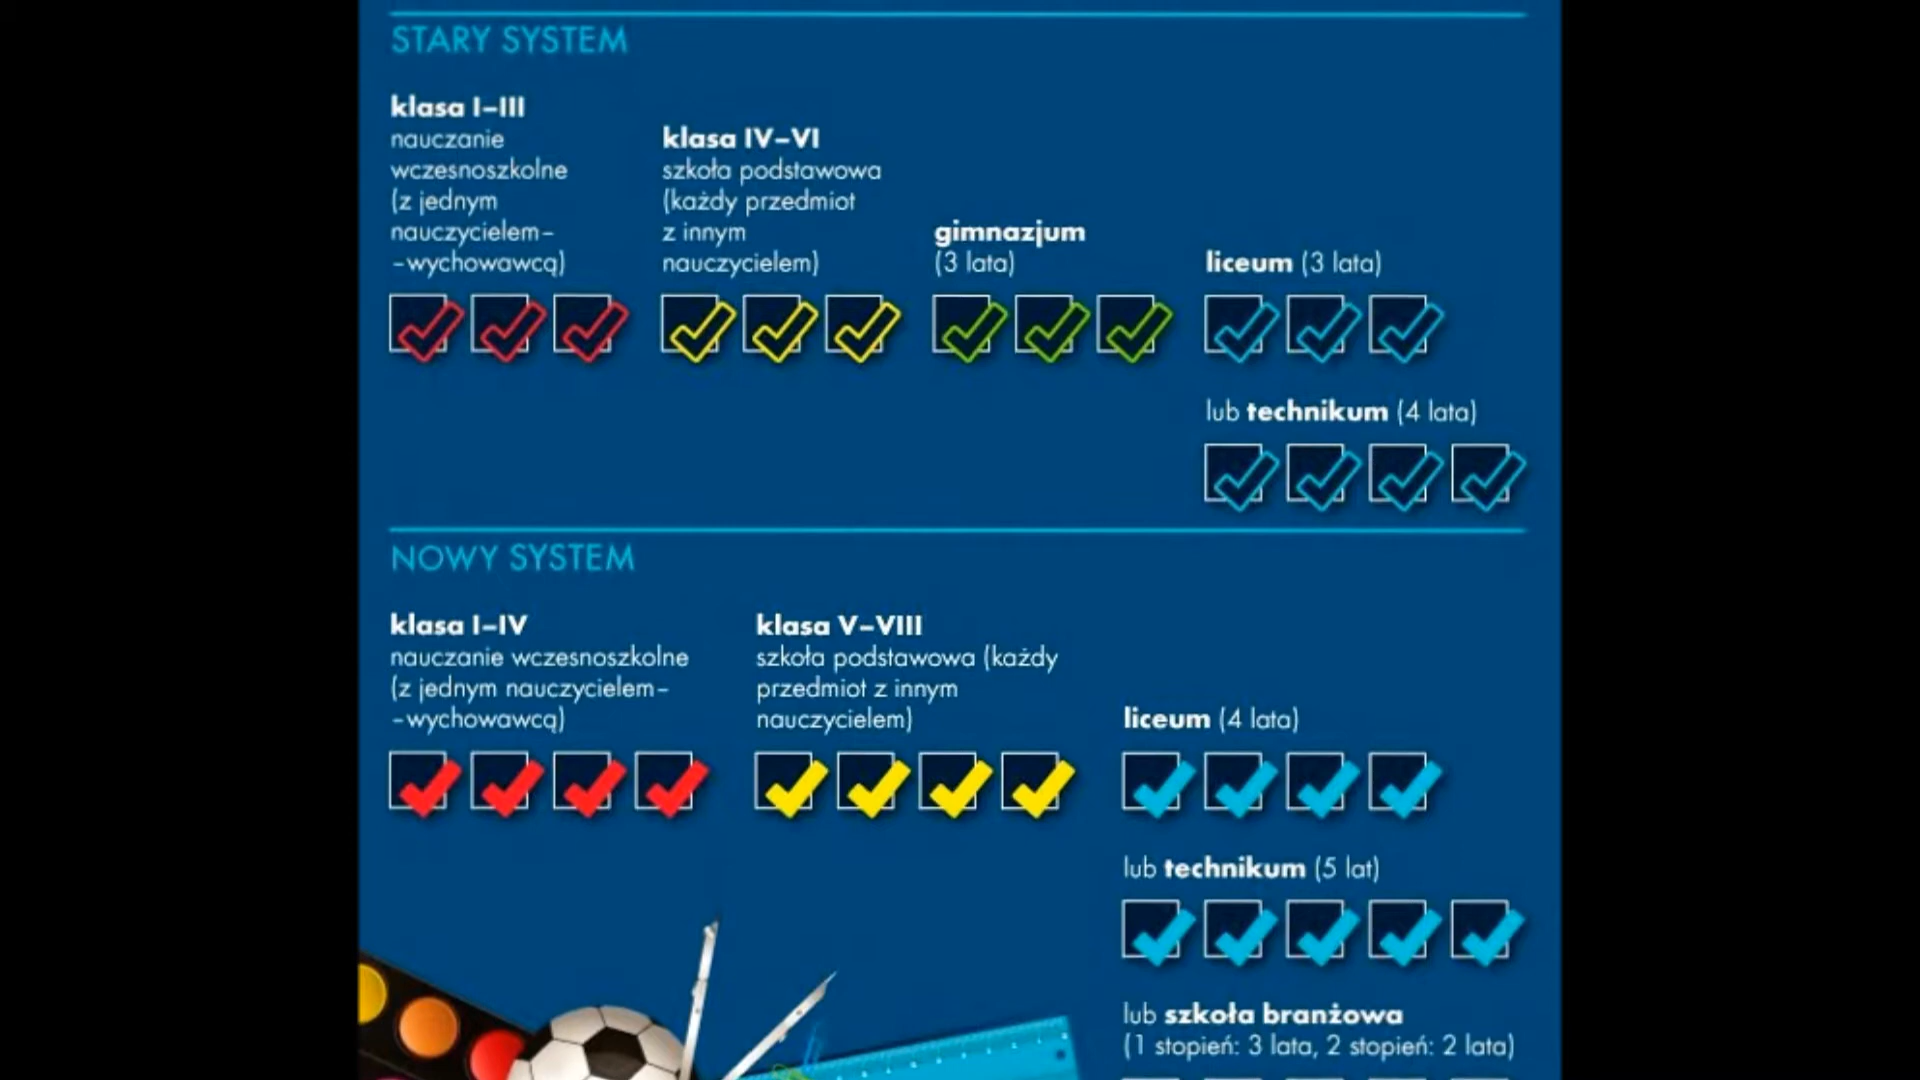 STARY SYSTEM
klasa I–III
nauczanie
wczesnoszkolne
(z jednym
nauczycielem–
–wychowawcą)
klasa IV–VI
szkoła podstawowa
(każdy przedmiot
z innym
nauczycielem)
gimnazjum
(3 lata)
liceum (3 lata)
lub technikum (4 lata)
NOWY SYSTEM
klasa I–IV
nauczanie wczesnoszkolne
(z jednym nauczycielem–
–wychowawcą)
klasa V–VIII
szkoła podstawowa (każdy
przedmiot z innym
nauczycielem)
liceum (4 lata)
lub technikum (5 lat)
lub szkoła branżowa
(1 stopień: 3 lata, 2 stopień: 2 lata)